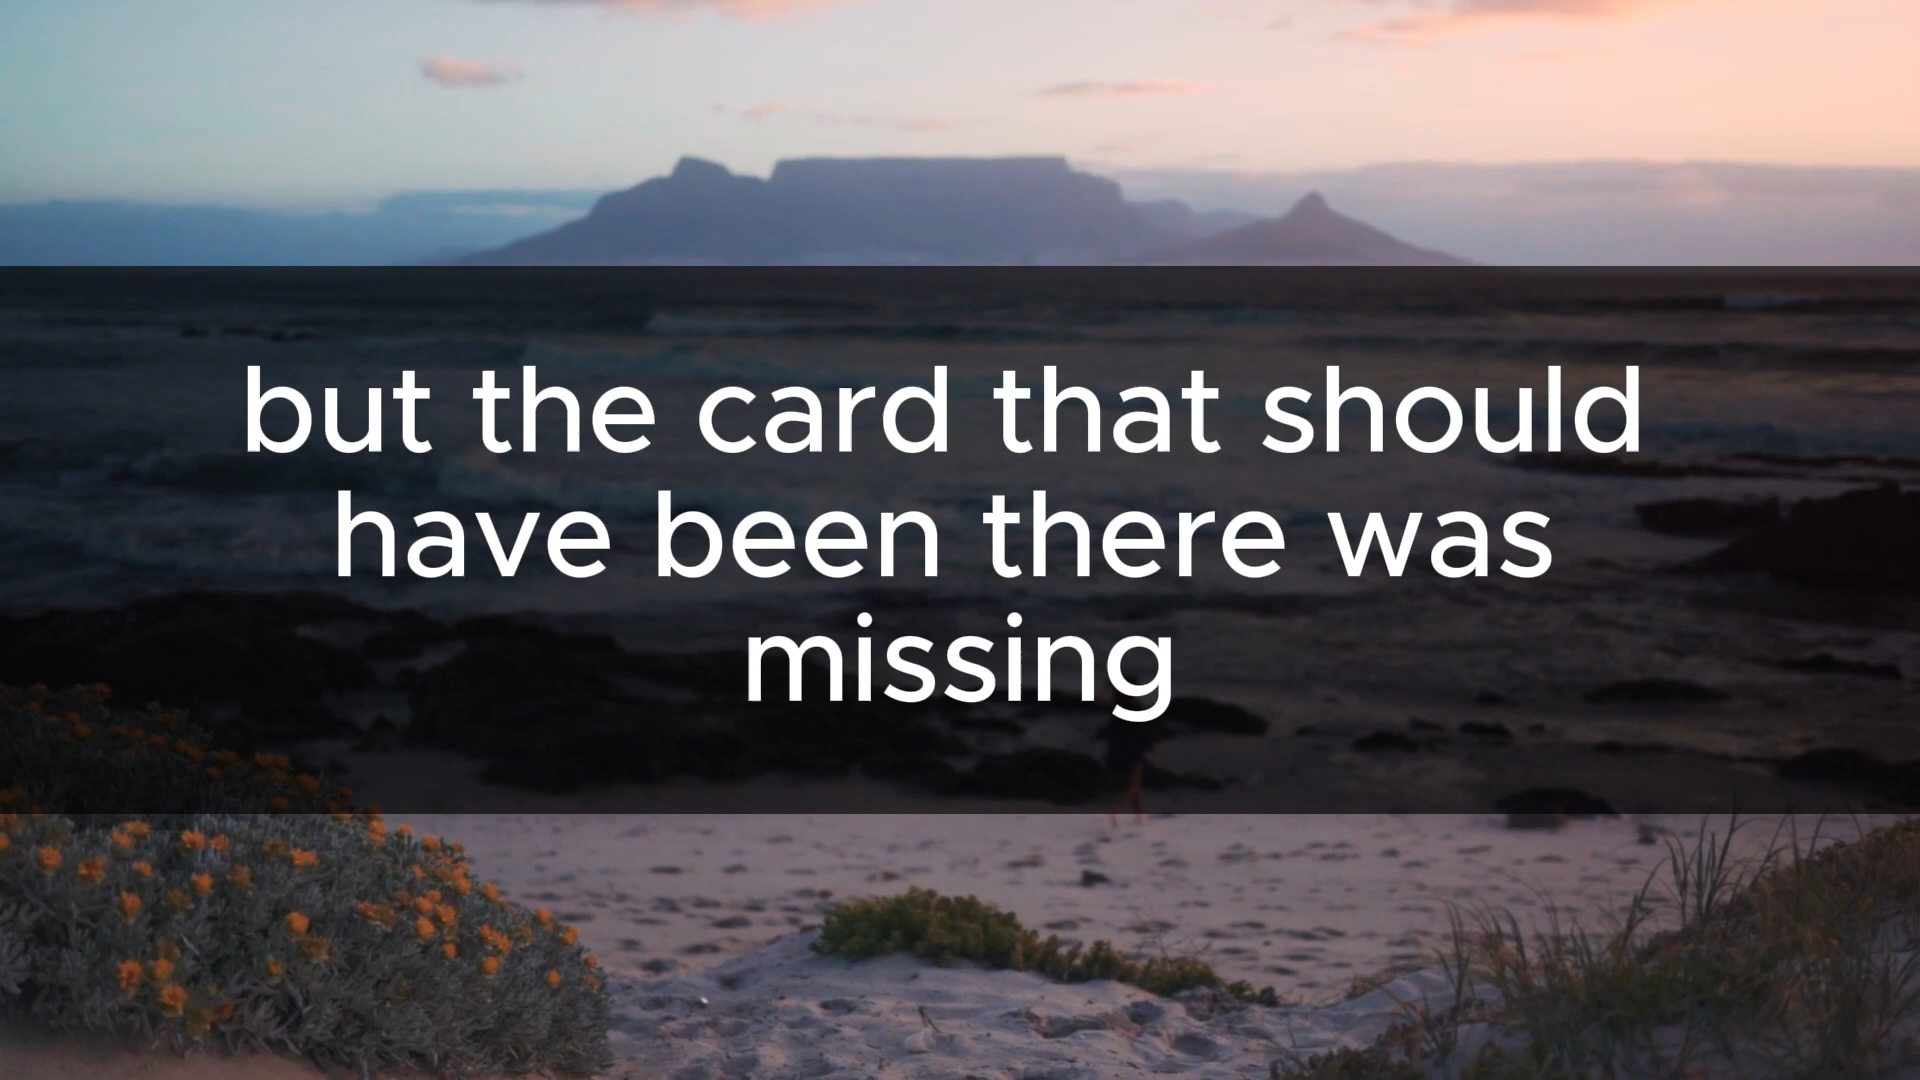 but the card that should
have been there was
missing